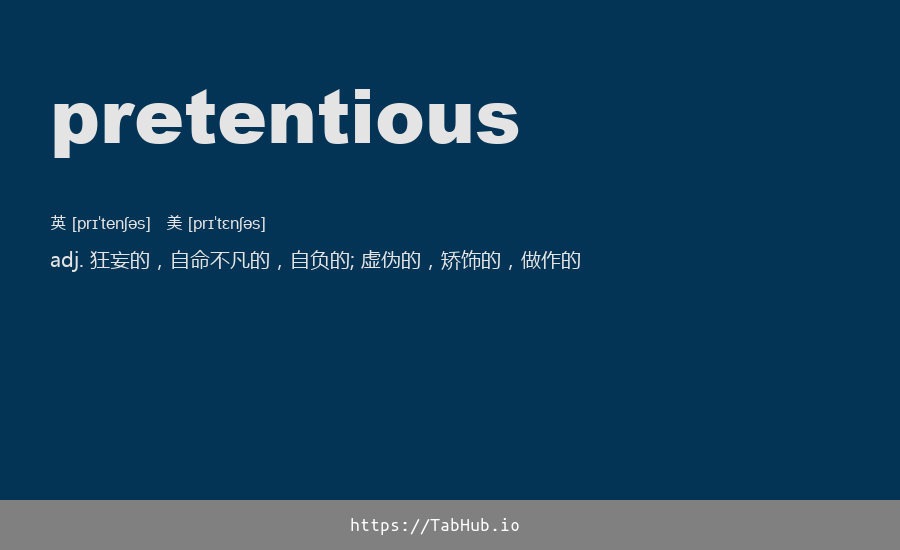 pretentious
英 [prɪˈtenʃəs] 美 [prɪˈtɛnʃəs]
adj. 狂妄的，自命不凡的，自负的; 虚伪的，矫饰的，做作的
https://TabHub.io